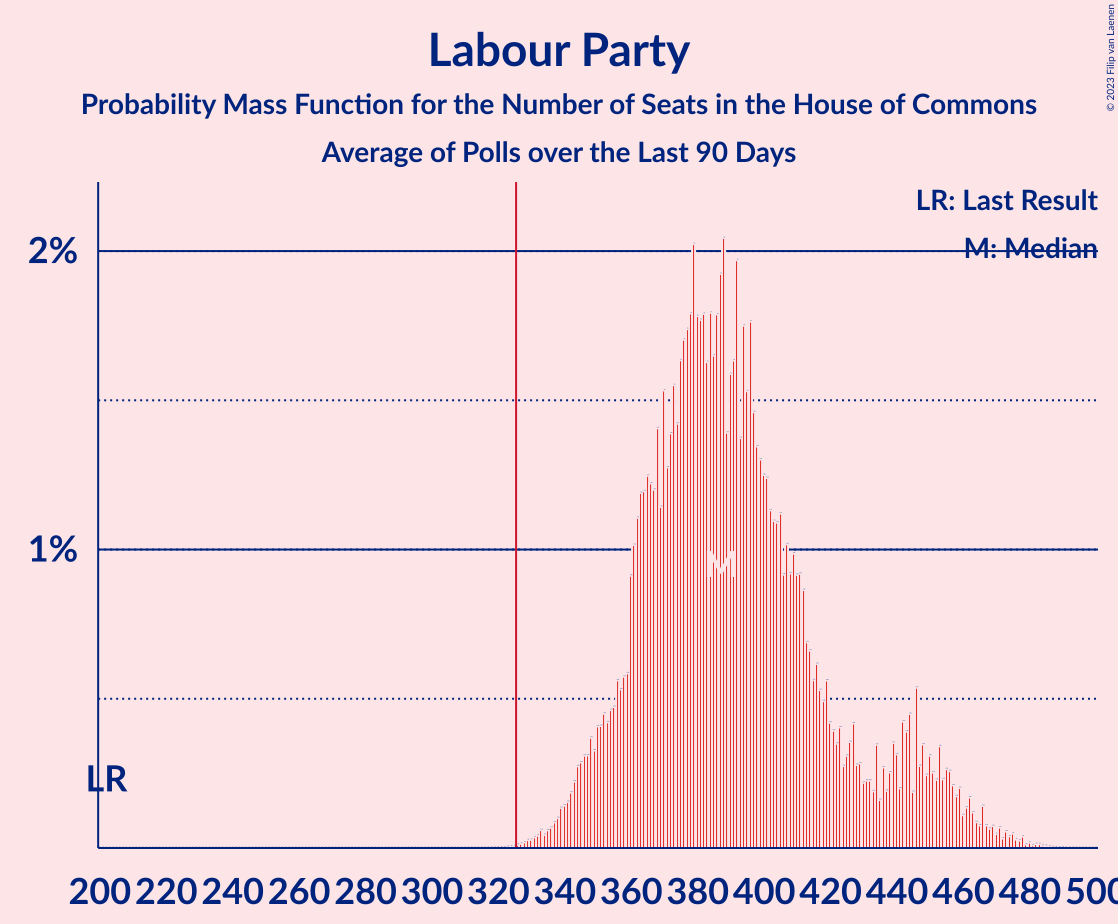 Labour Party
Probability Mass Function for the Number of Seats in the House of Commons
Average of Polls over the Last 90 Days
© 2023 Filip van Laenen
LR: Last Result
M: Median
2%
1%
M
LR
200 220 240 260 280 300 320 340 360 380 400 420 440 460 480 500